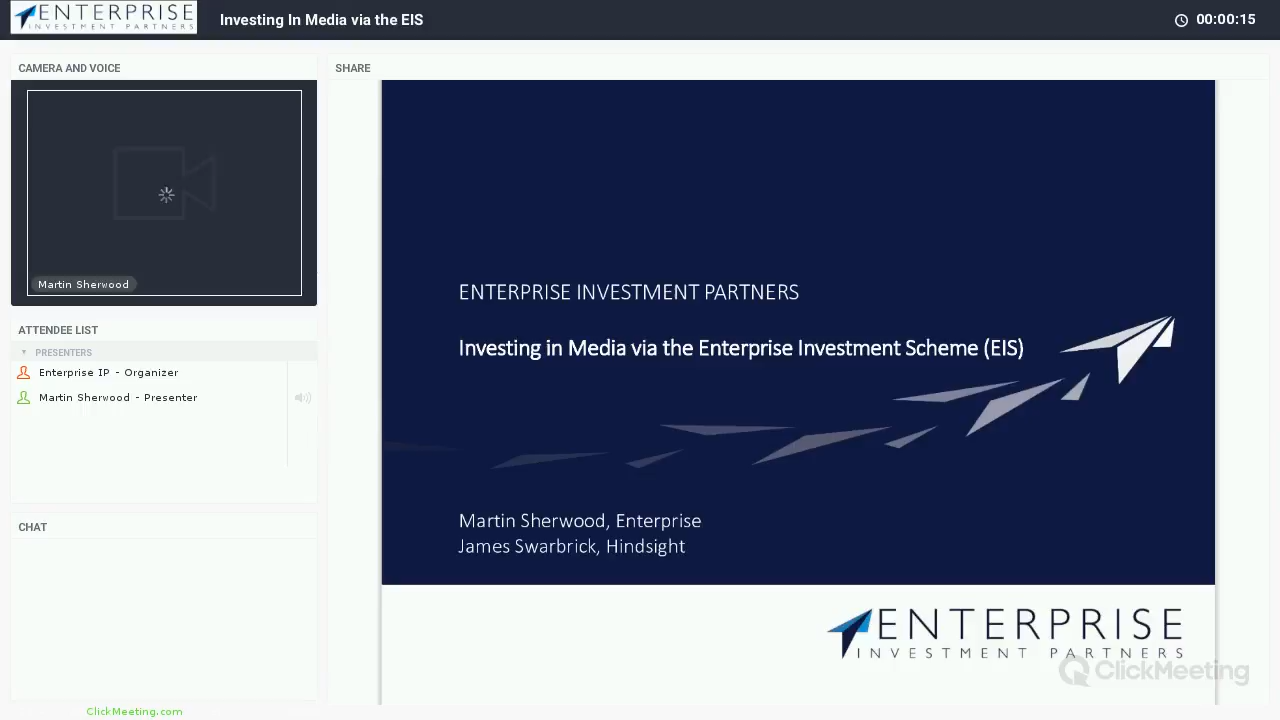 ENTERPRISE
INVESTMENT PARTNERS
Investing In Media via the EIS
00:00:15
CAMERA AND VOICE
Martin Sherwood
ATTENDEE LIST
PRESENTERS
Enterprise IP - Organizer
Martin Sherwood - Presenter
CHAT
ClickMeeting.com
SHARE
ENTERPRISE INVESTMENT PARTNERS
Investing in Media via the Enterprise Investment Scheme (EIS)
Martin Sherwood, Enterprise
James Swarbrick, Hindsight
ENTERPRISE
INVESTMENT PARTNERS
ClickMeeting